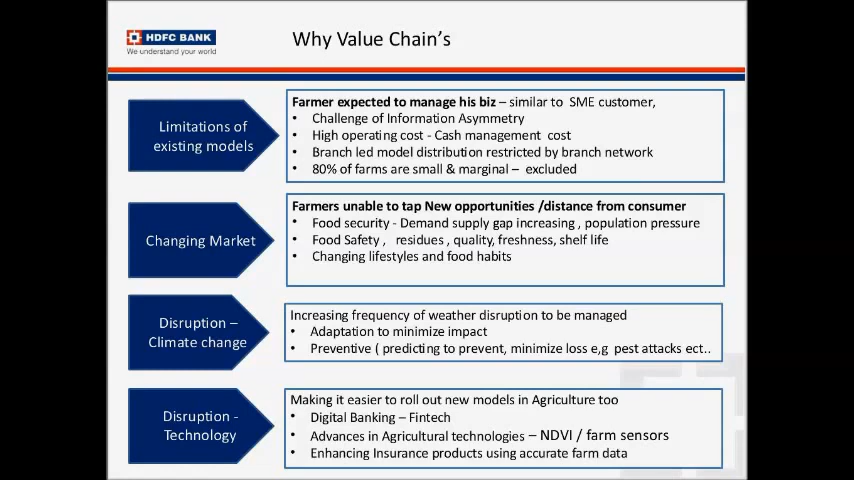 HDFC BANK
We understand your world
Why Value Chain's
Limitations of
existing models
Farmer expected to manage his biz – similar to SME customer,
• Challenge of Information Asymmetry
• High operating cost - Cash management cost
• Branch led model distribution restricted by branch network
• 80% of farms are small & marginal – excluded
Changing Market
Farmers unable to tap New opportunities /distance from consumer
• Food security - Demand supply gap increasing , population pressure
• Food Safety , residues , quality, freshness, shelf life
• Changing lifestyles and food habits
Disruption –
Climate change
Increasing frequency of weather disruption to be managed
• Adaptation to minimize impact
• Preventive ( predicting to prevent, minimize loss e,g pest attacks ect..
Disruption -
Technology
Making it easier to roll out new models in Agriculture too
• Digital Banking – Fintech
• Advances in Agricultural technologies – NDVI / farm sensors
• Enhancing Insurance products using accurate farm data